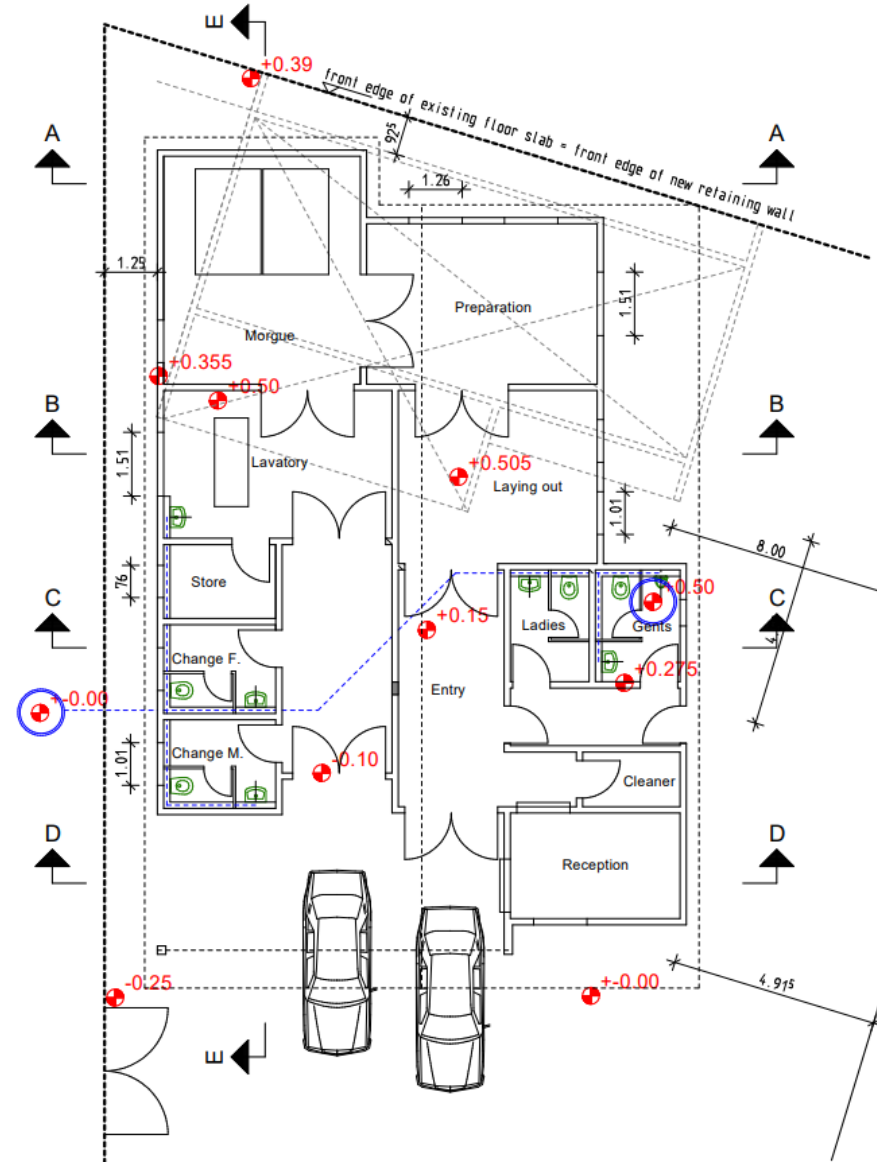 E
+0.39
front edge of existing floor slab = front edge of new retaining wall
A
A
92⁵
1.26
1.25
1.51
Preparation
Morgue
+0.355
+0.50
B
B
+0.505
1.51
Lavatory
Laying out
1.01
8.00
76
Store
+0.50
C
C
+0.15
Ladies
Gents
Change F.
+0.275
Entry
+-0.00
Change M.
1.01
-0.10
Cleaner
D
D
Reception
-0.25
+-0.00
4.91⁵
E